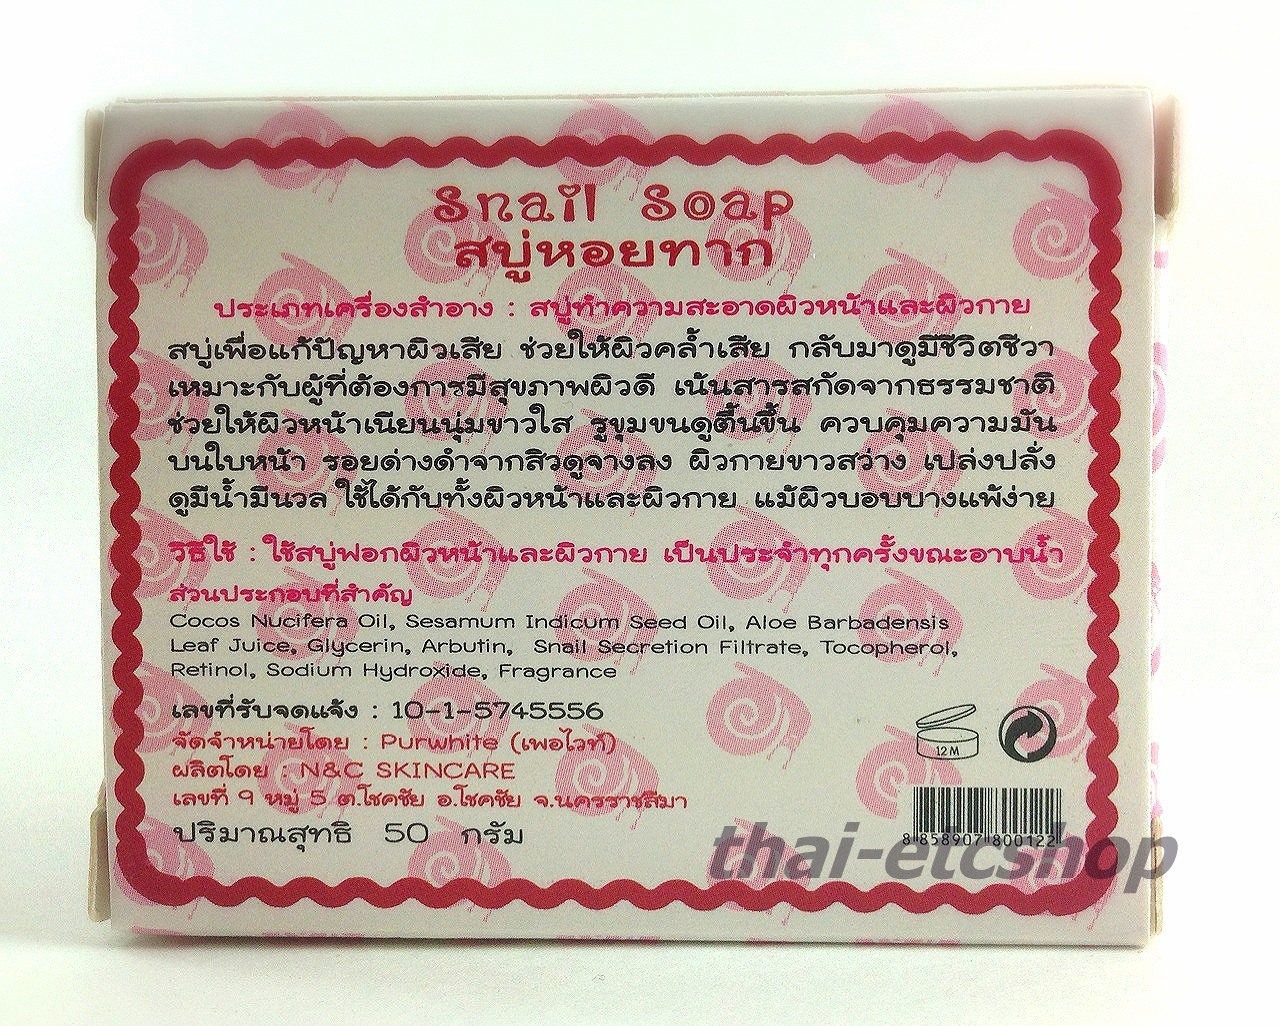 Snail Soap
สบู่หอยทาก
ประเภทเครื่องสำอาง : สบู่ทำความสะอาดผิวหน้าและผิวกาย
สบู่เพื่อแก้ปัญหาผิวเสีย ช่วยให้ผิวคล้ำเสีย กลับมาดูมีชีวิตชีวา
เหมาะกับผู้ที่ต้องการมีสุขภาพผิวดี เน้นสารสกัดจากธรรมชาติ
ช่วยให้ผิวหน้าเนียนนุ่มขาวใส รูขุมขนดูตื้นขึ้น ควบคุมความมัน
บนใบหน้า รอยด่างดำจากสิวดูจางลง ผิวกายขาวสว่าง เปล่งปลั่ง
ดูมีน้ำมีนวล ใช้ได้กับทั้งผิวหน้าและผิวกาย แม้ผิวบอบบางแพ้ง่าย
วิธีใช้ : ใช้สบู่ฟอกผิวหน้าและผิวกาย เป็นประจำทุกครั้งขณะอาบน้ำ
ส่วนประกอบที่สำคัญ
Cocos Nucifera Oil, Sesamum Indicum Seed Oil, Aloe Barbadensis
Leaf Juice, Glycerin, Arbutin, Snail Secretion Filtrate, Tocopherol,
Retinol, Sodium Hydroxide, Fragrance
เลขที่รับจดแจ้ง : 10-1-5745556
จัดจำหน่ายโดย : Purwhite (เพอไวท์)
ผลิตโดย : N&C SKINCARE
เลขที่ 9 หมู่ 5 ต.โชคชัย อ.โชคชัย จ.นครราชสีมา
ปริมาณสุทธิ 50 กรัม
12M
8 858907 800122
thai-etcshop